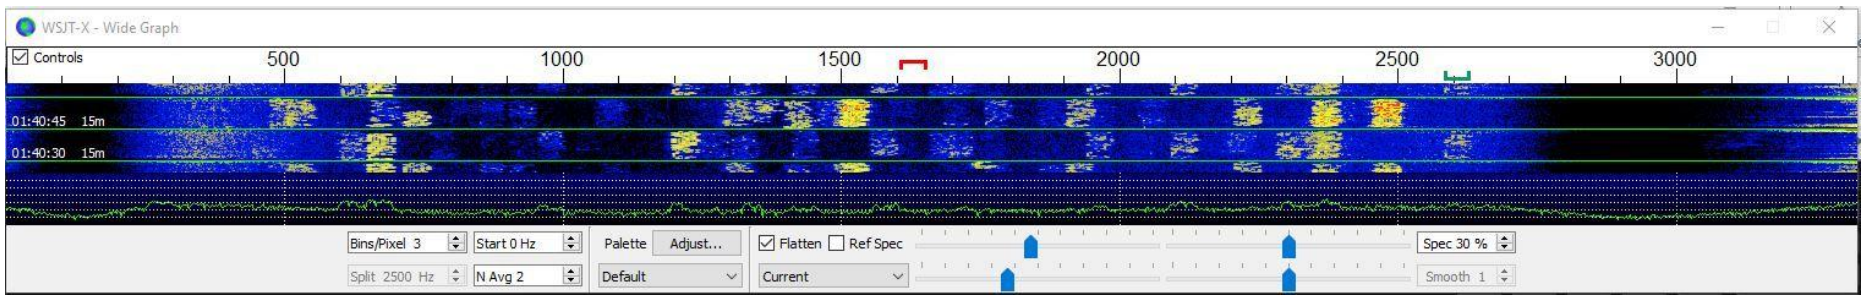 WSJT-X - Wide Graph
Controls 500 1000 1500 2000 2500 3000
01:40:45 15m
01:40:30 15m
Bins/Pixel 3 Start 0 Hz Palette Adjust... Flatten Ref Spec Spec 30 %
Split 2500 Hz N Avg 2 Default Current Smooth 1